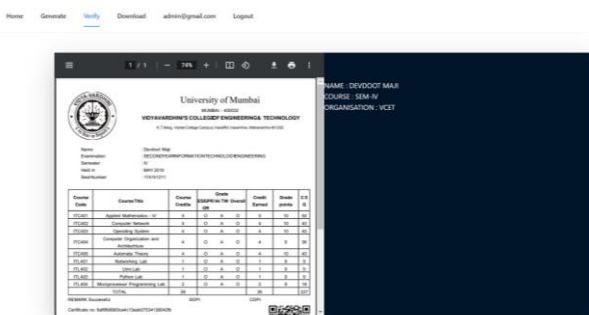 Home Generate Verify Download admin@gmail.com Logout
1 / 1 74%
University of Mumbai
VIDYAVARDHINI'S COLLEGEOF ENGINEERING& TECHNOLOGY
Name : Devdoot Maji
Examination
Semester : IV
Held in : MAY 2019
Seat Number
Course Code Course Title Course Credits Grade Overall Credit Earned Grade points
ITC401 Applied Mathematics - IV 4 O A O 4 10 40
ITC402 Computer Network 4 O A O 4 10 40
ITC403 Operating System 4 O A O 4 10 40
ITC404 Computer Organization and Architecture 4 O A O 4
ITC405 Automata Theory 4 O A O 4 10 40
ITL401 Networking Lab 1 O A O 1
ITL402 Unix Lab 1 O A O 1
ITL403 Python Lab 1 O A O 1
ITL404 Microprocessor Programming Lab 2 O A O 2
TOTAL
REMARK: Successful SGPI: CGPI:
Certificate no:
NAME : DEVDOOT MAJI
COURSE : SEM-IV
ORGANISATION : VCET